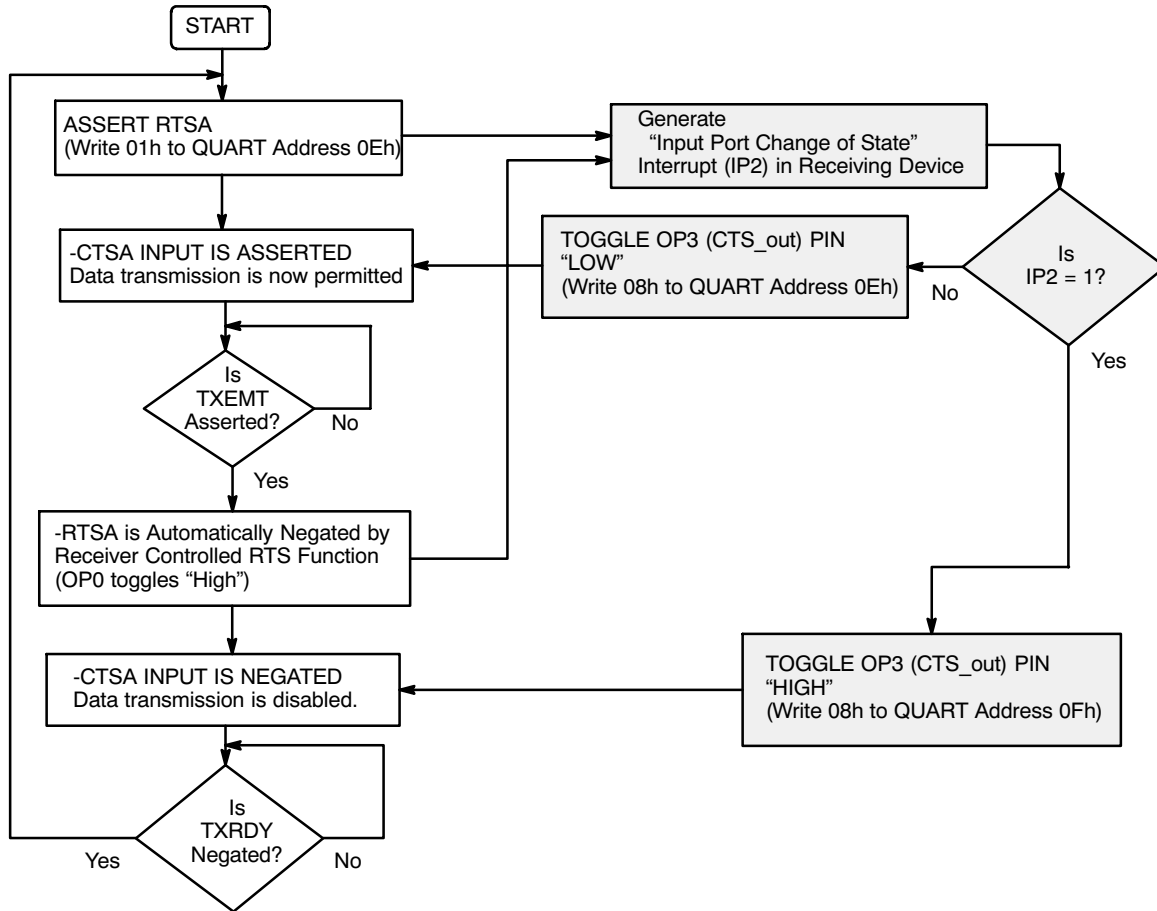 START
ASSERT RTSA
(Write 01h to QUART Address 0Eh)
Generate
“Input Port Change of State”
Interrupt (IP2) in Receiving Device
-CTSA INPUT IS ASSERTED
Data transmission is now permitted
TOGGLE OP3 (CTS_out) PIN
“LOW”
(Write 08h to QUART Address 0Eh)
No
Is
IP2 = 1?
Yes
Is
TXEMT
Asserted?
No
Yes
-RTSA is Automatically Negated by
Receiver Controlled RTS Function
(OP0 toggles “High”)
-CTSA INPUT IS NEGATED
Data transmission is disabled.
TOGGLE OP3 (CTS_out) PIN
“HIGH”
(Write 08h to QUART Address 0Fh)
Is
TXRDY
Negated?
Yes
No